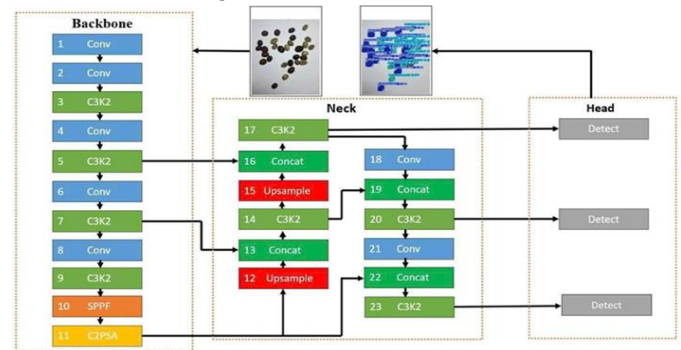 Backbone
1 Conv
2 Conv
3 C3K2
4 Conv
5 C3K2
6 Conv
7 C3K2
8 Conv
9 C3K2
10 SPPF
11 C2PSA
Neck
17 C3K2
16 Concat
15 Upsample
14 C3K2
13 Concat
12 Upsample
18 Conv
19 Concat
20 C3K2
21 Conv
22 Concat
23 C3K2
Head
Detect
Detect
Detect